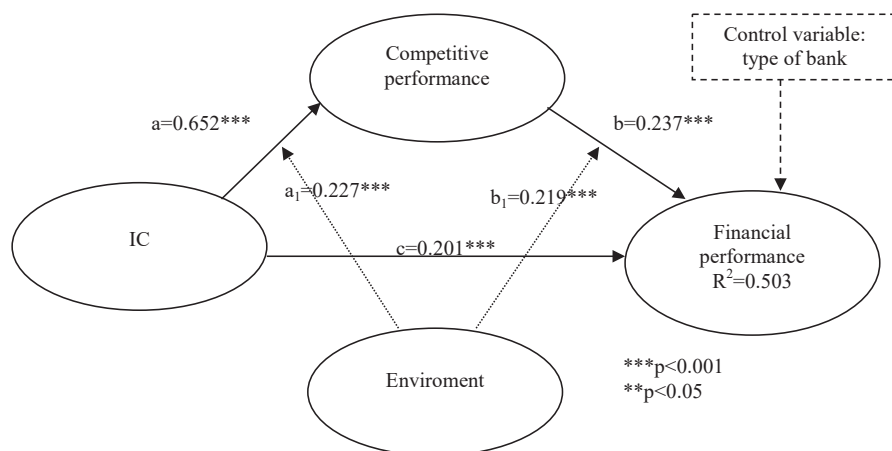 Control variable:
type of bank
Competitive
performance
a=0.652***
b=0.237***
a₁=0.227***
b₁=0.219***
IC
c=0.201***
Financial
performance
R²=0.503
Enviroment
***p<0.001
**p<0.05